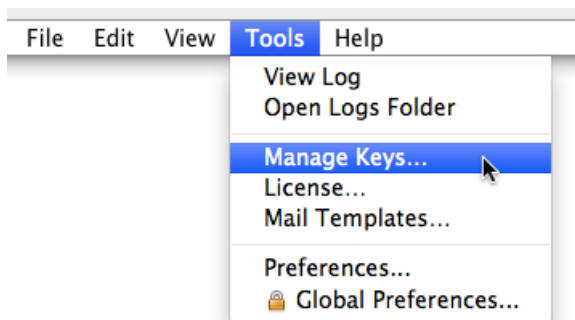 File Edit View Tools Help
View Log
Open Logs Folder
Manage Keys...
License...
Mail Templates...
Preferences...
Global Preferences...